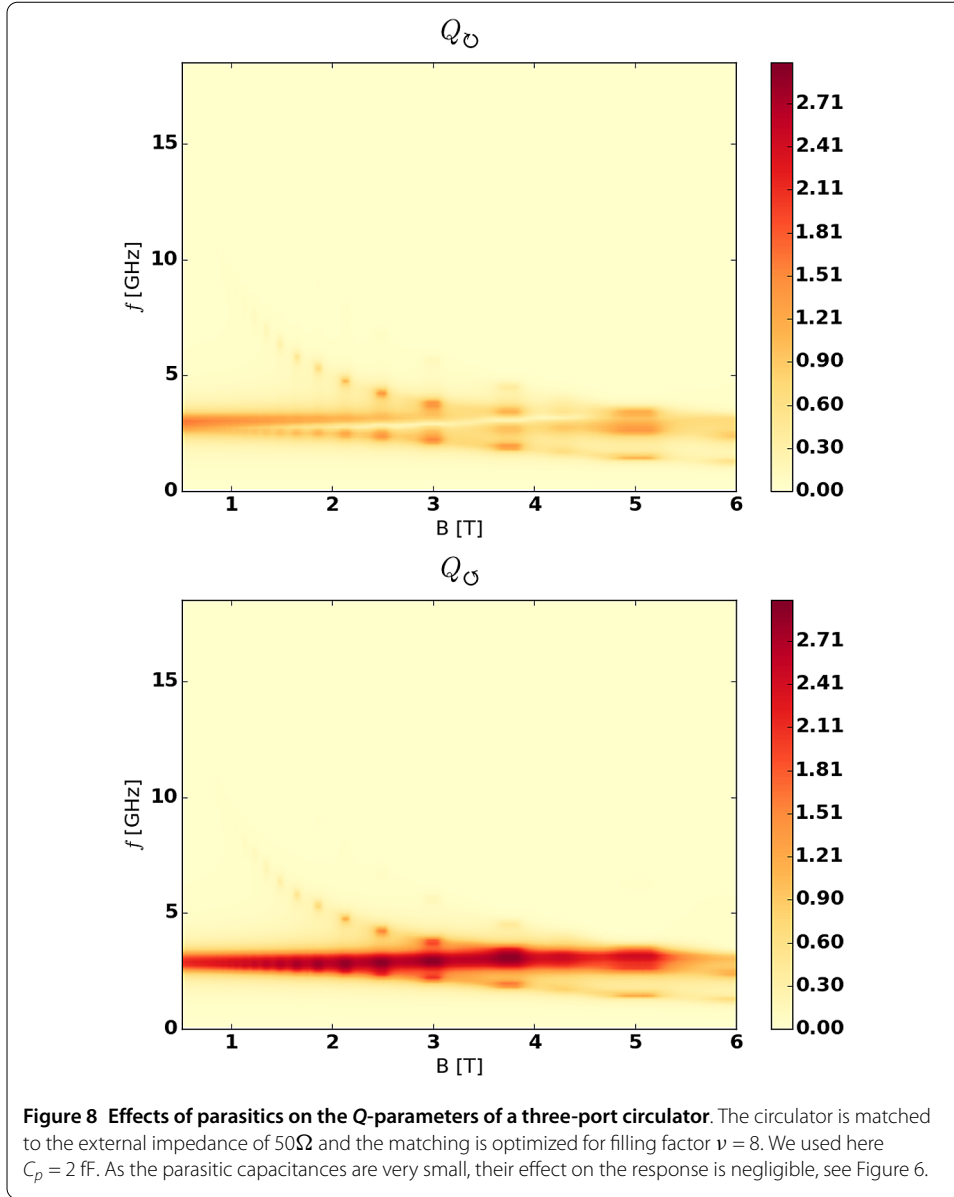 Q↻
15
10
5
0
f [GHz]
1 2 3 4 5 6
B [T]
2.71
2.41
2.11
1.81
1.51
1.21
0.90
0.60
0.30
0.00
Q↺
15
10
5
0
f [GHz]
1 2 3 4 5 6
B [T]
2.71
2.41
2.11
1.81
1.51
1.21
0.90
0.60
0.30
0.00
Figure 8 Effects of parasitics on the Q-parameters of a three-port circulator. The circulator is matched
to the external impedance of 50Ω and the matching is optimized for filling factor ν = 8. We used here
Cp = 2 fF. As the parasitic capacitances are very small, their effect on the response is negligible, see Figure 6.